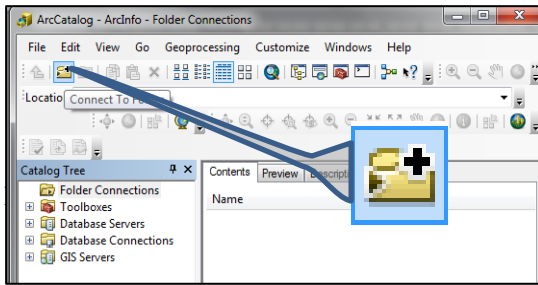 ArcCatalog - ArcInfo - Folder Connections
File Edit View Go Geoprocessing Customize Windows Help
Connect To
Catalog Tree
Contents Preview
Folder Connections
Name
Toolboxes
Database Servers
Database Connections
GIS Servers